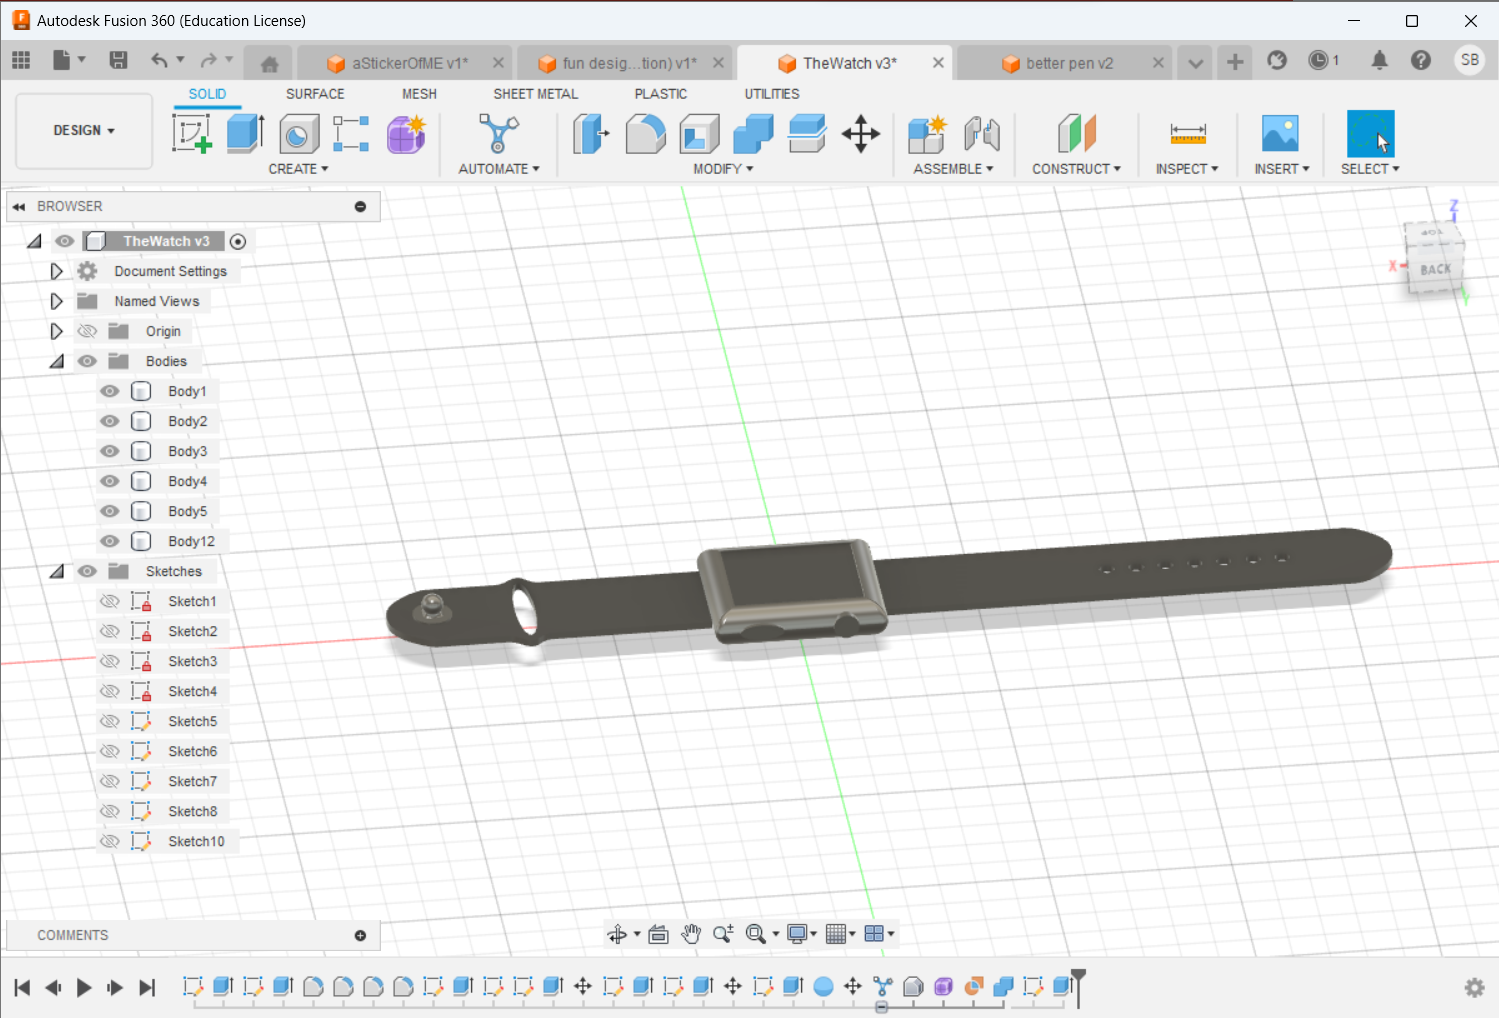 Autodesk Fusion 360 (Education License)
aStickerOfME v1*
fun desig...tion) v1*
TheWatch v3*
better pen v2
1
SB
DESIGN
SOLID
SURFACE
MESH
SHEET METAL
PLASTIC
UTILITIES
CREATE
AUTOMATE
MODIFY
ASSEMBLE
CONSTRUCT
INSPECT
INSERT
SELECT
BROWSER
TheWatch v3
Document Settings
Named Views
Origin
Bodies
Body1
Body2
Body3
Body4
Body5
Body12
Sketches
Sketch1
Sketch2
Sketch3
Sketch4
Sketch5
Sketch6
Sketch7
Sketch8
Sketch10
Z
TOP
X
BACK
Y
COMMENTS